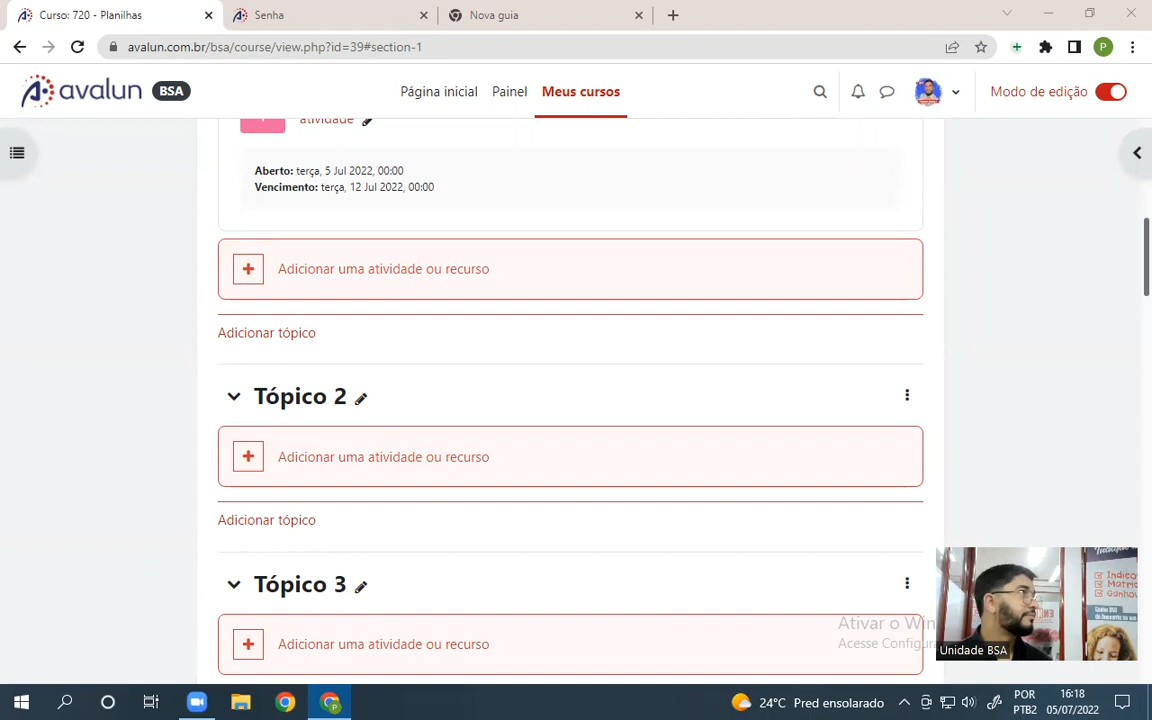 Curso: 720 - Planilhas
Senha
Nova guia
avalun.com.br/bsa/course/view.php?id=39#section-1
P
avalun BSA
Página inicial Painel Meus cursos
Modo de edição
atividade
Aberto: terça, 5 Jul 2022, 00:00
Vencimento: terça, 12 Jul 2022, 00:00
Adicionar uma atividade ou recurso
Adicionar tópico
Tópico 2
Adicionar uma atividade ou recurso
Adicionar tópico
Tópico 3
Adicionar uma atividade ou recurso
Ativar o Win
Acesse Configura
Indico
Matric
Ganhou
Unidade BSA
24°C Pred ensolarado
POR
PTB2
16:18
05/07/2022